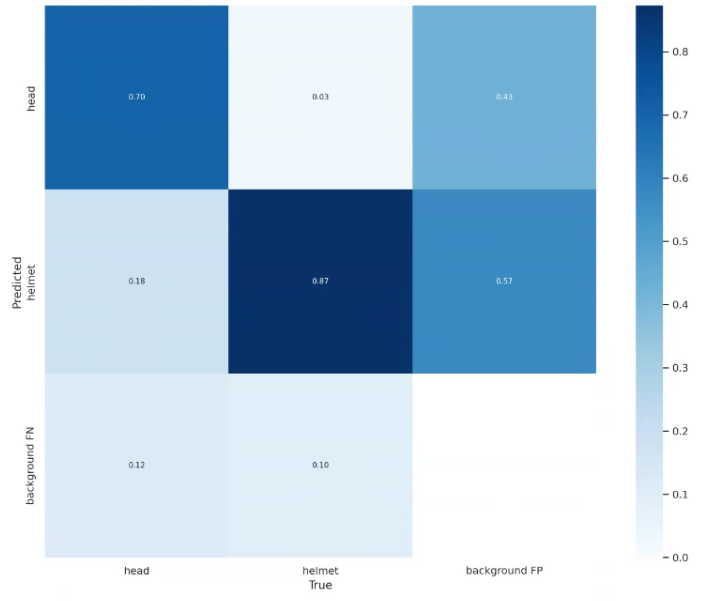 head
0.70
0.03
0.43
Predicted
helmet
0.18
0.87
0.57
background FN
0.12
0.10
head
helmet
background FP
True
0.8
0.7
0.6
0.5
0.4
0.3
0.2
0.1
0.0